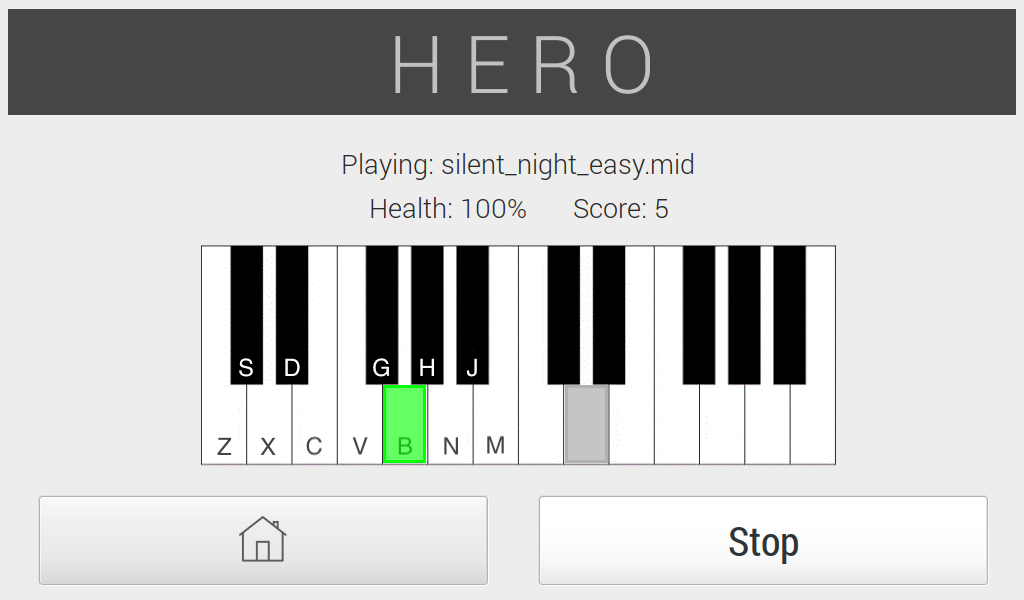 HERO
Playing: silent_night_easy.mid
Health: 100% Score: 5
S D G H J
Z X C V B N M
Stop